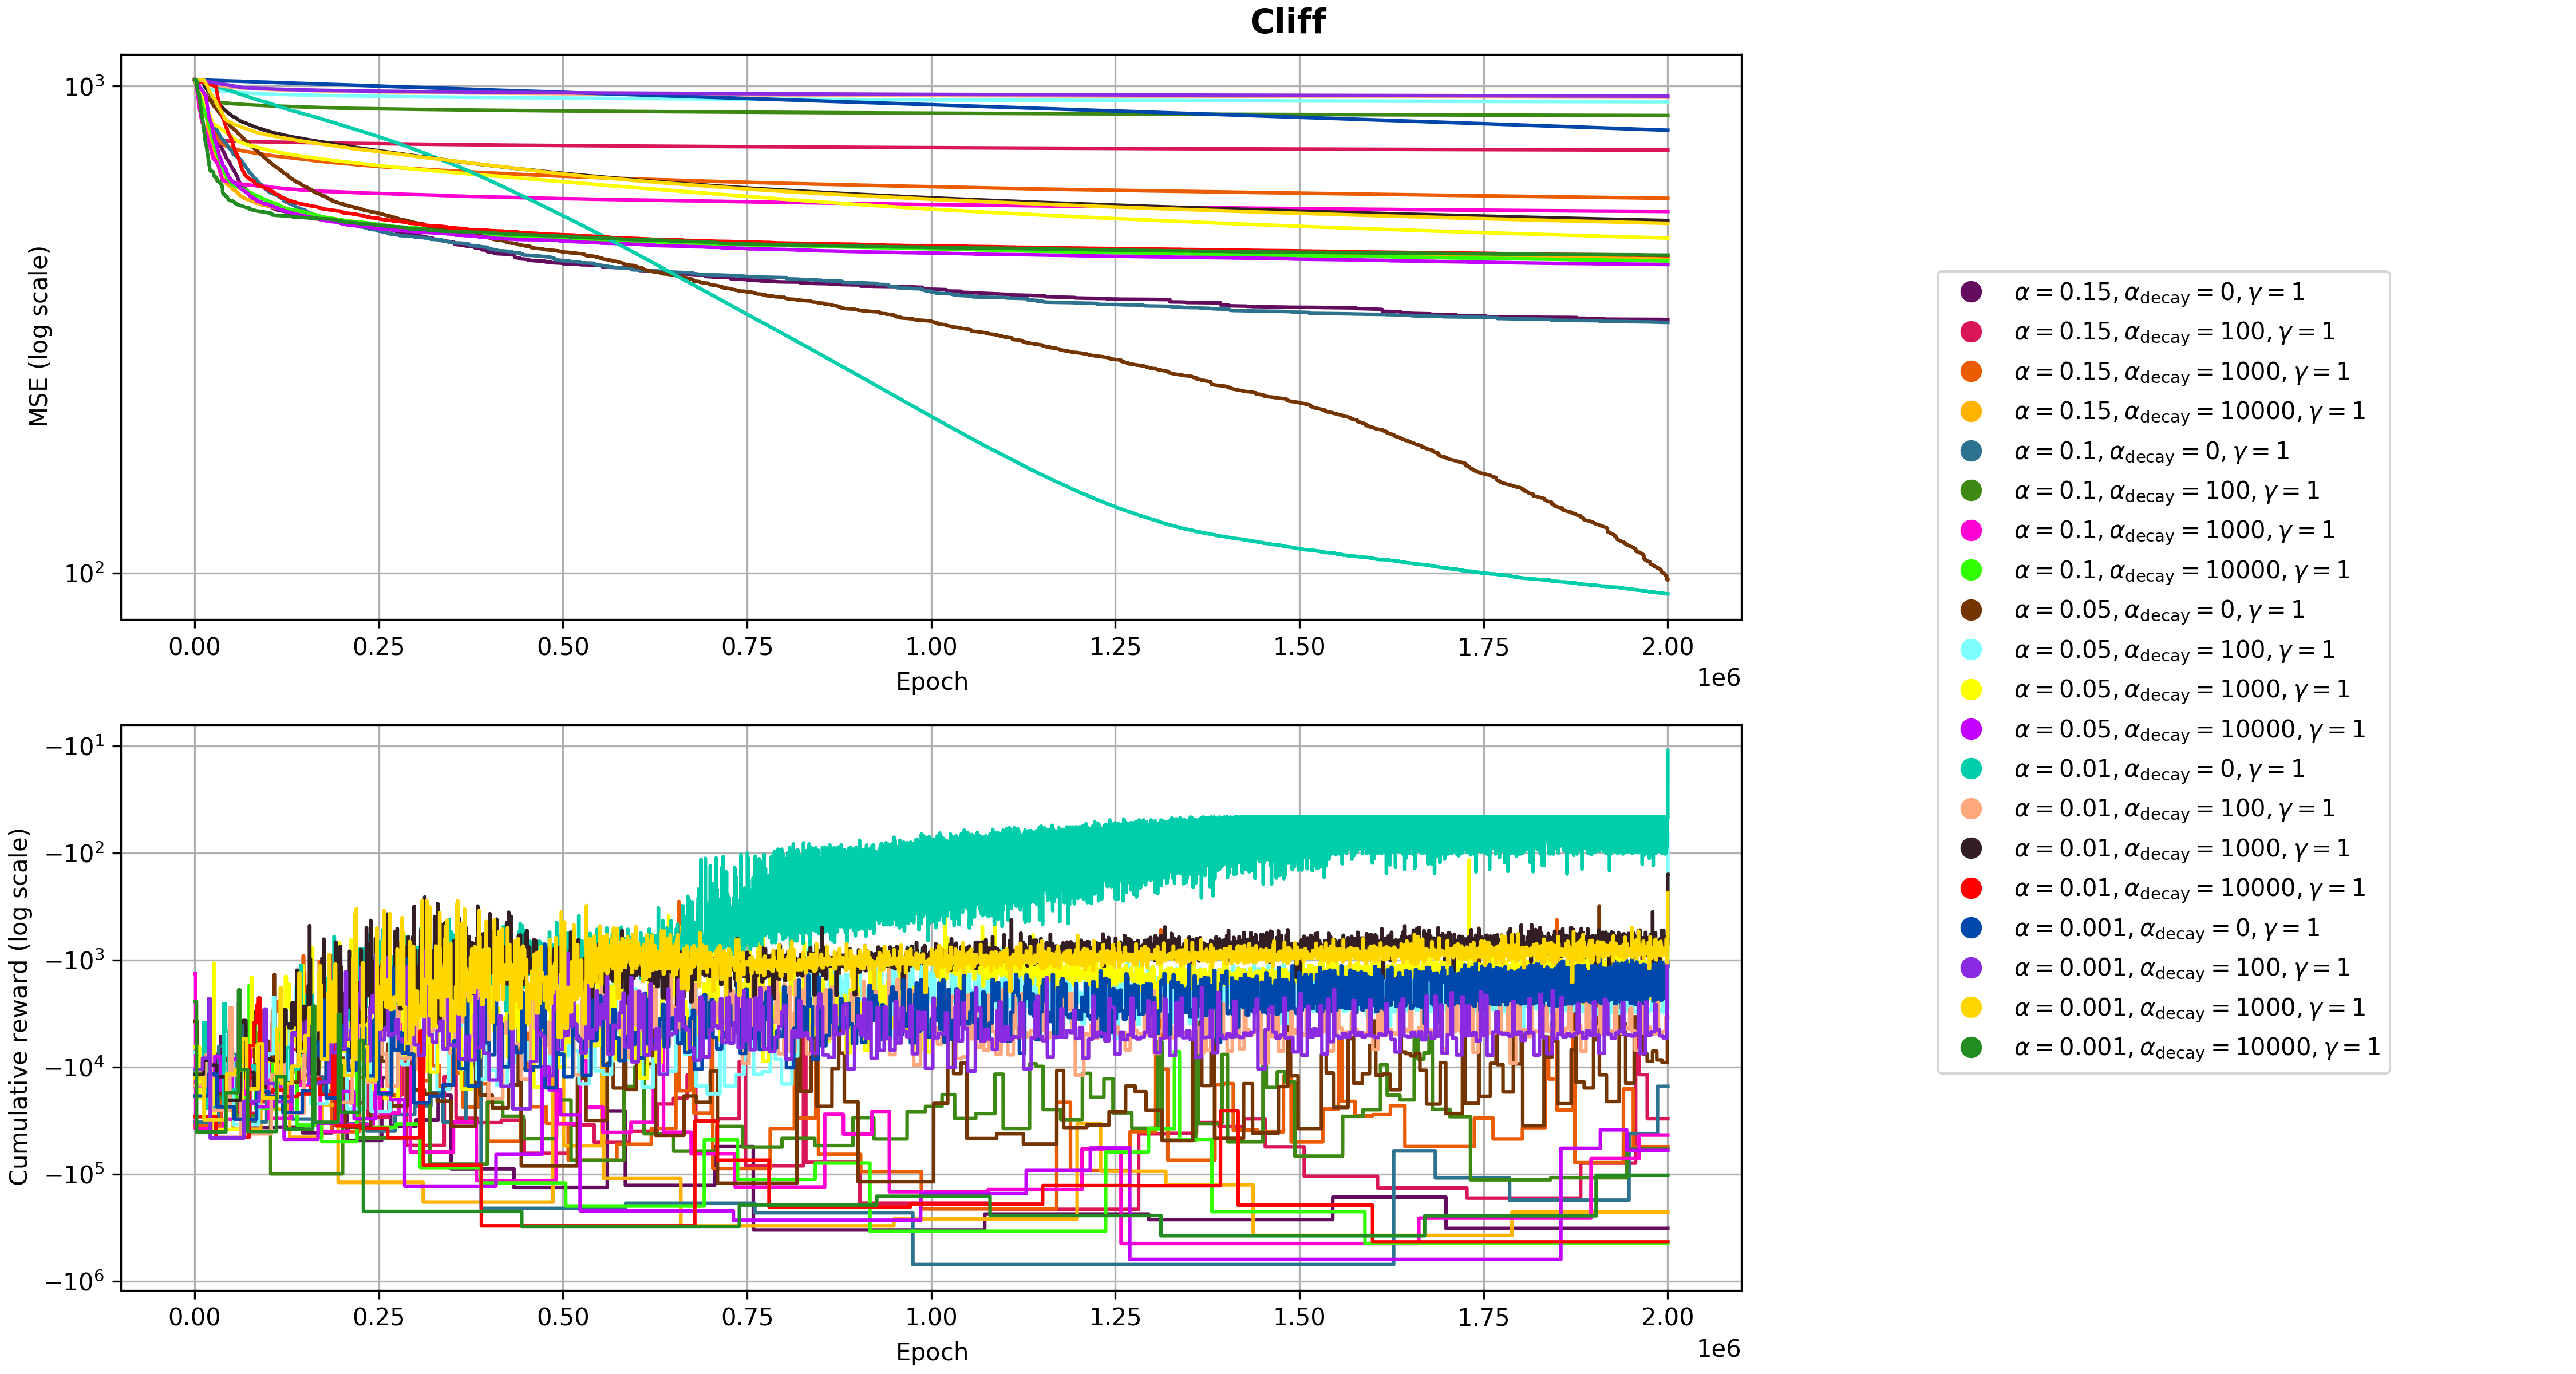 Cliff
10³
10²
MSE (log scale)
0.00 0.25 0.50 0.75 1.00 1.25 1.50 1.75 2.00
1e6
Epoch
−10¹
−10²
−10³
−10⁴
−10⁵
−10⁶
Cumulative reward (log scale)
0.00 0.25 0.50 0.75 1.00 1.25 1.50 1.75 2.00
1e6
Epoch
α = 0.15, α_decay = 0, γ = 1
α = 0.15, α_decay = 100, γ = 1
α = 0.15, α_decay = 1000, γ = 1
α = 0.15, α_decay = 10000, γ = 1
α = 0.1, α_decay = 0, γ = 1
α = 0.1, α_decay = 100, γ = 1
α = 0.1, α_decay = 1000, γ = 1
α = 0.1, α_decay = 10000, γ = 1
α = 0.05, α_decay = 0, γ = 1
α = 0.05, α_decay = 100, γ = 1
α = 0.05, α_decay = 1000, γ = 1
α = 0.05, α_decay = 10000, γ = 1
α = 0.01, α_decay = 0, γ = 1
α = 0.01, α_decay = 100, γ = 1
α = 0.01, α_decay = 1000, γ = 1
α = 0.01, α_decay = 10000, γ = 1
α = 0.001, α_decay = 0, γ = 1
α = 0.001, α_decay = 100, γ = 1
α = 0.001, α_decay = 1000, γ = 1
α = 0.001, α_decay = 10000, γ = 1